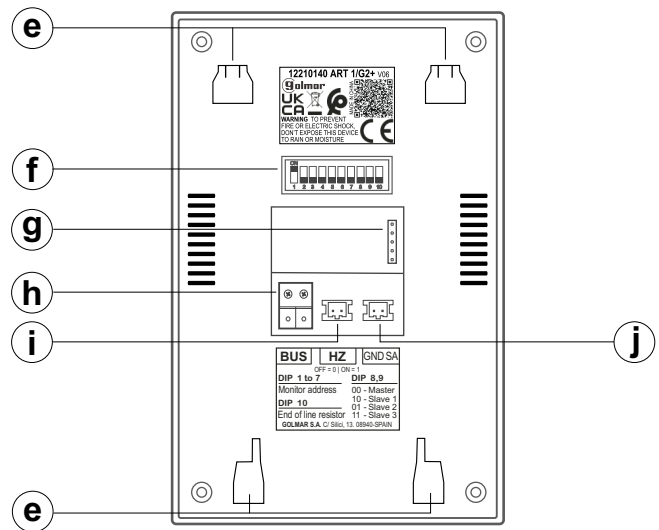 e
12210140 ART 1/G2+ V06
golmar
UK
CA
MADE IN CHINA
WARNING TO PREVENT
FIRE OR ELECTRIC SHOCK,
DON'T EXPOSE THIS DEVICE
TO RAIN OR MOISTURE
CE
f
ON
1 2 3 4 5 6 7 8 9 10
g
h
i
j
BUS HZ GND SA
OFF = 0 | ON = 1
DIP 1 to 7 DIP 8,9
Monitor address 00 - Master
DIP 10 10 - Slave 1
01 - Slave 2
End of line resistor 11 - Slave 3
GOLMAR S.A. C/ Silici, 13. 08940-SPAIN
e